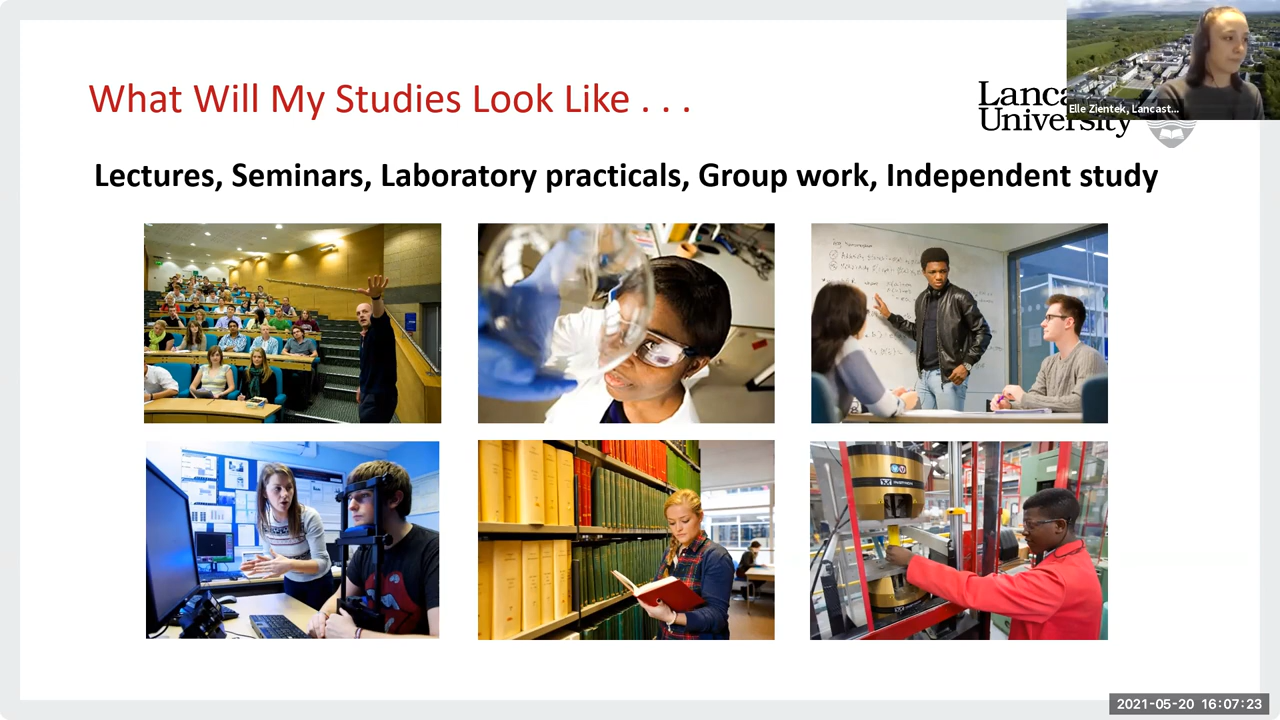 What Will My Studies Look Like . . .
Lanca
University
Elle Zientek, Lancast...
Lectures, Seminars, Laboratory practicals, Group work, Independent study
2021-05-20 16:07:23